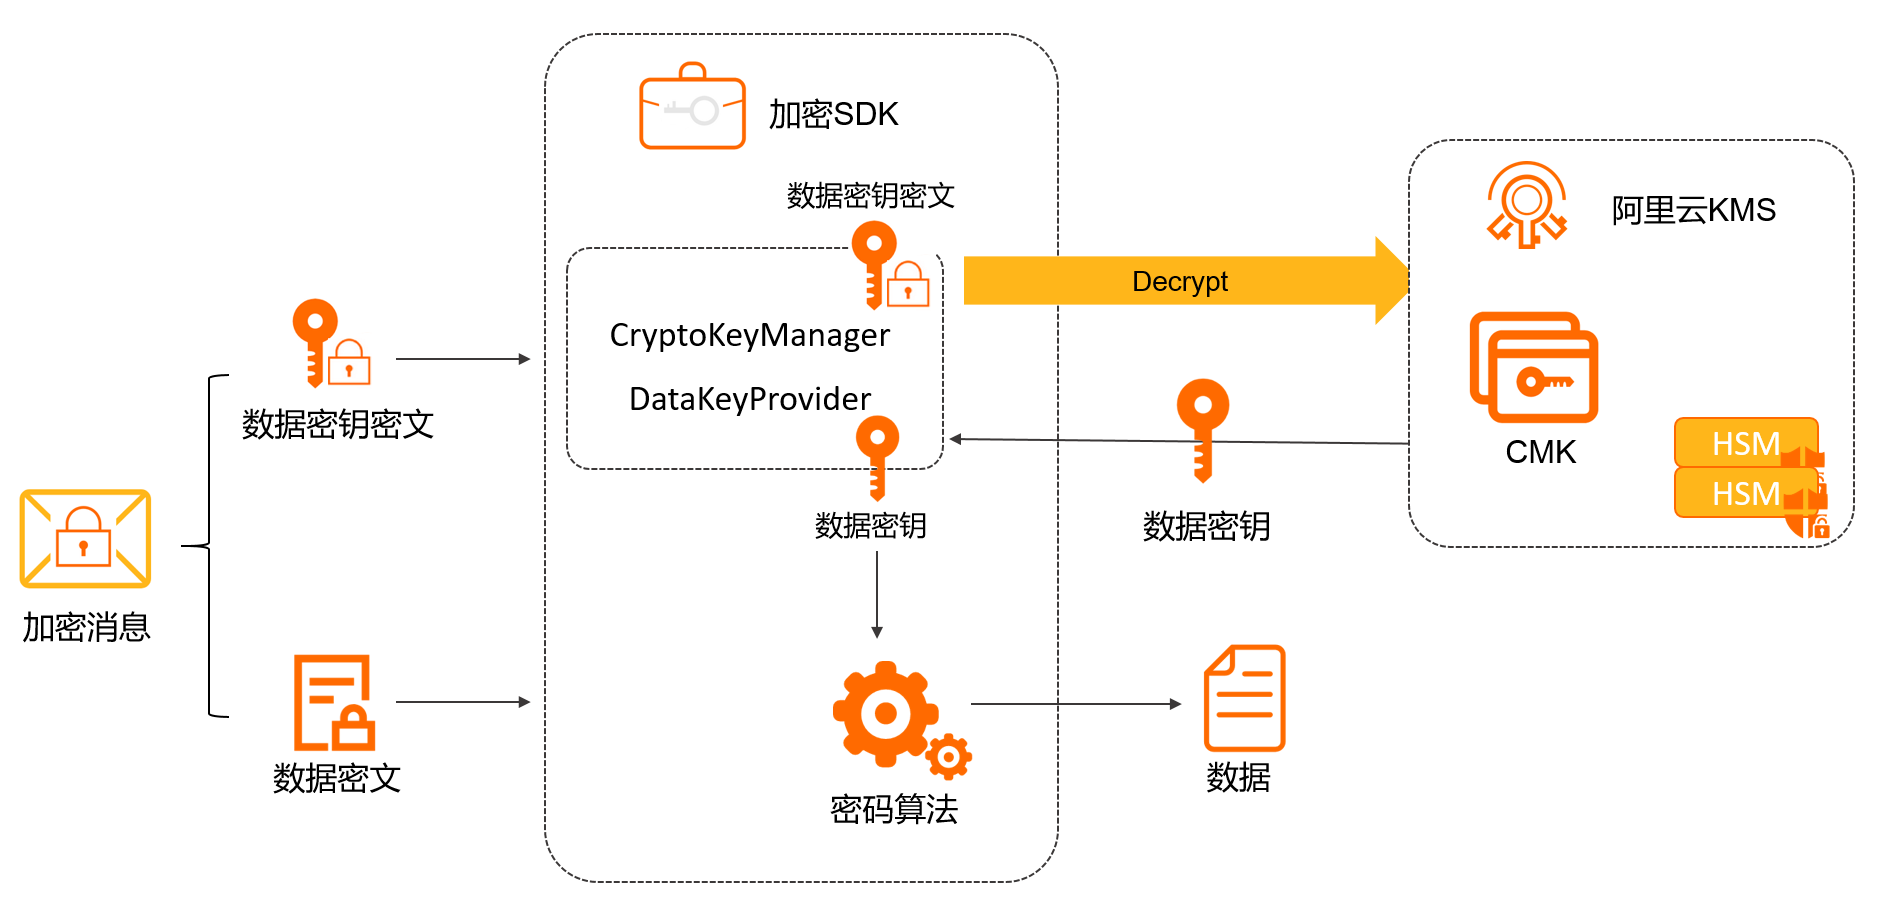 加密SDK
数据密钥密文
阿里云KMS
Decrypt
CryptoKeyManager
DataKeyProvider
数据密钥密文
CMK
HSM
HSM
数据密钥
数据密钥
加密消息
数据密文
密码算法
数据